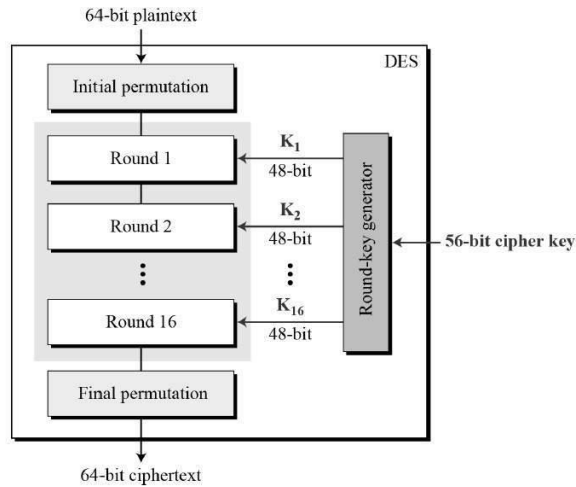 64-bit plaintext
DES
Initial permutation
Round 1
K1
48-bit
Round 2
K2
48-bit
Round 16
K16
48-bit
Round-key generator
56-bit cipher key
Final permutation
64-bit ciphertext